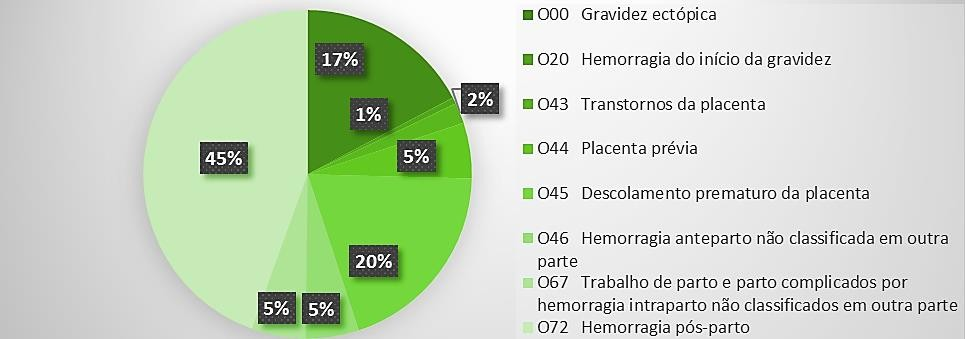 17%
1%
2%
5%
20%
5%
5%
45%
O00 Gravidez ectópica
O20 Hemorragia do início da gravidez
O43 Transtornos da placenta
O44 Placenta prévia
O45 Descolamento prematuro da placenta
O46 Hemorragia anteparto não classificada em outra
parte
O67 Trabalho de parto e parto complicados por
hemorragia intraparto não classificados em outra parte
O72 Hemorragia pós-parto